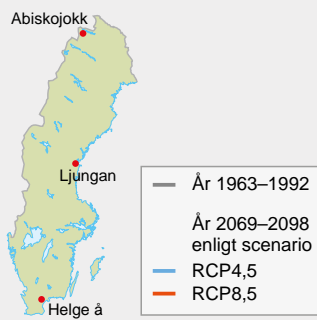 Abiskojokk
Ljungan
Helge å
År 1963–1992
År 2069–2098
enligt scenario
RCP4,5
RCP8,5